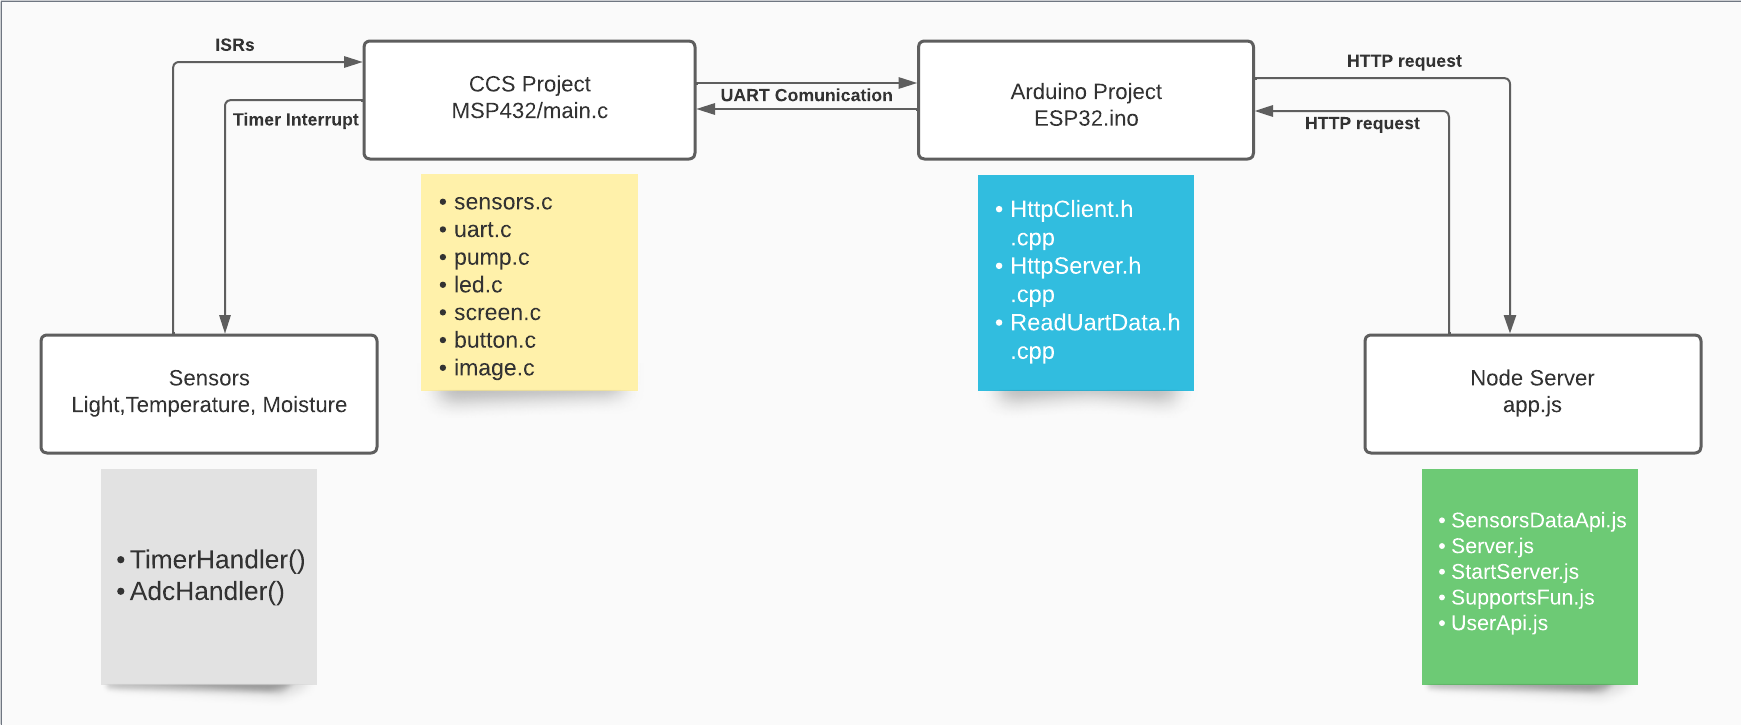 ISRs
Timer Interrupt
CCS Project
MSP432/main.c
UART Comunication
Arduino Project
ESP32.ino
HTTP request
HTTP request
• sensors.c
• uart.c
• pump.c
• led.c
• screen.c
• button.c
• image.c
• HttpClient.h
.cpp
• HttpServer.h
.cpp
• ReadUartData.h
.cpp
Sensors
Light,Temperature, Moisture
Node Server
app.js
• TimerHandler()
• AdcHandler()
• SensorsDataApi.js
• Server.js
• StartServer.js
• SupportsFun.js
• UserApi.js